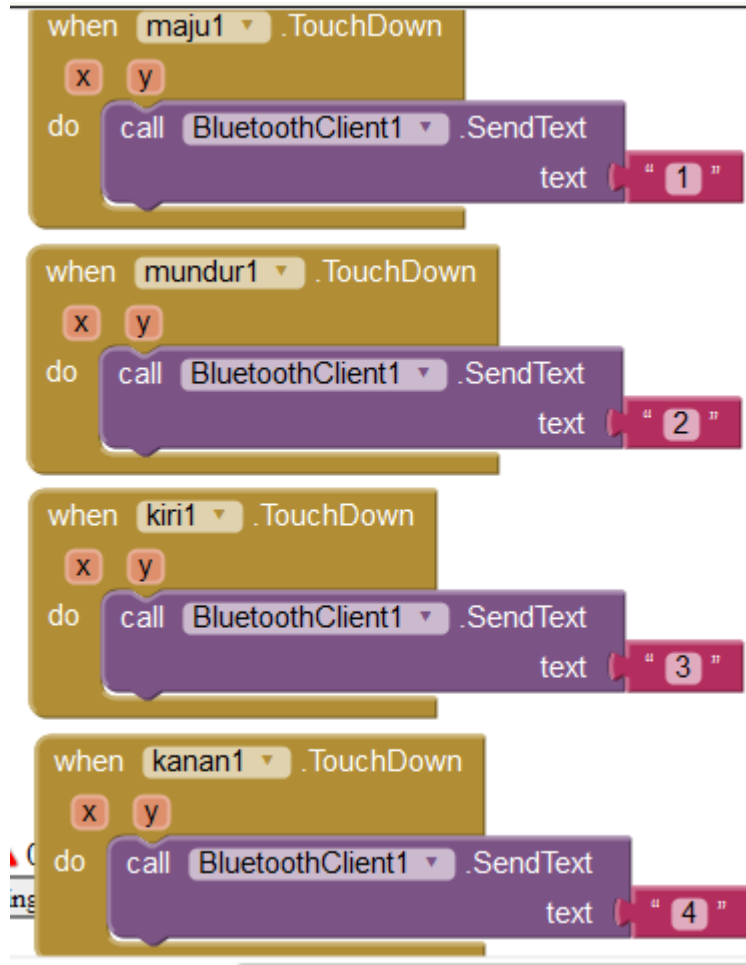 when maju1 .TouchDown
x y
do call BluetoothClient1 .SendText
text " 1 "
when mundur1 .TouchDown
x y
do call BluetoothClient1 .SendText
text " 2 "
when kiri1 .TouchDown
x y
do call BluetoothClient1 .SendText
text " 3 "
when kanan1 .TouchDown
x y
do call BluetoothClient1 .SendText
ng
text " 4 "